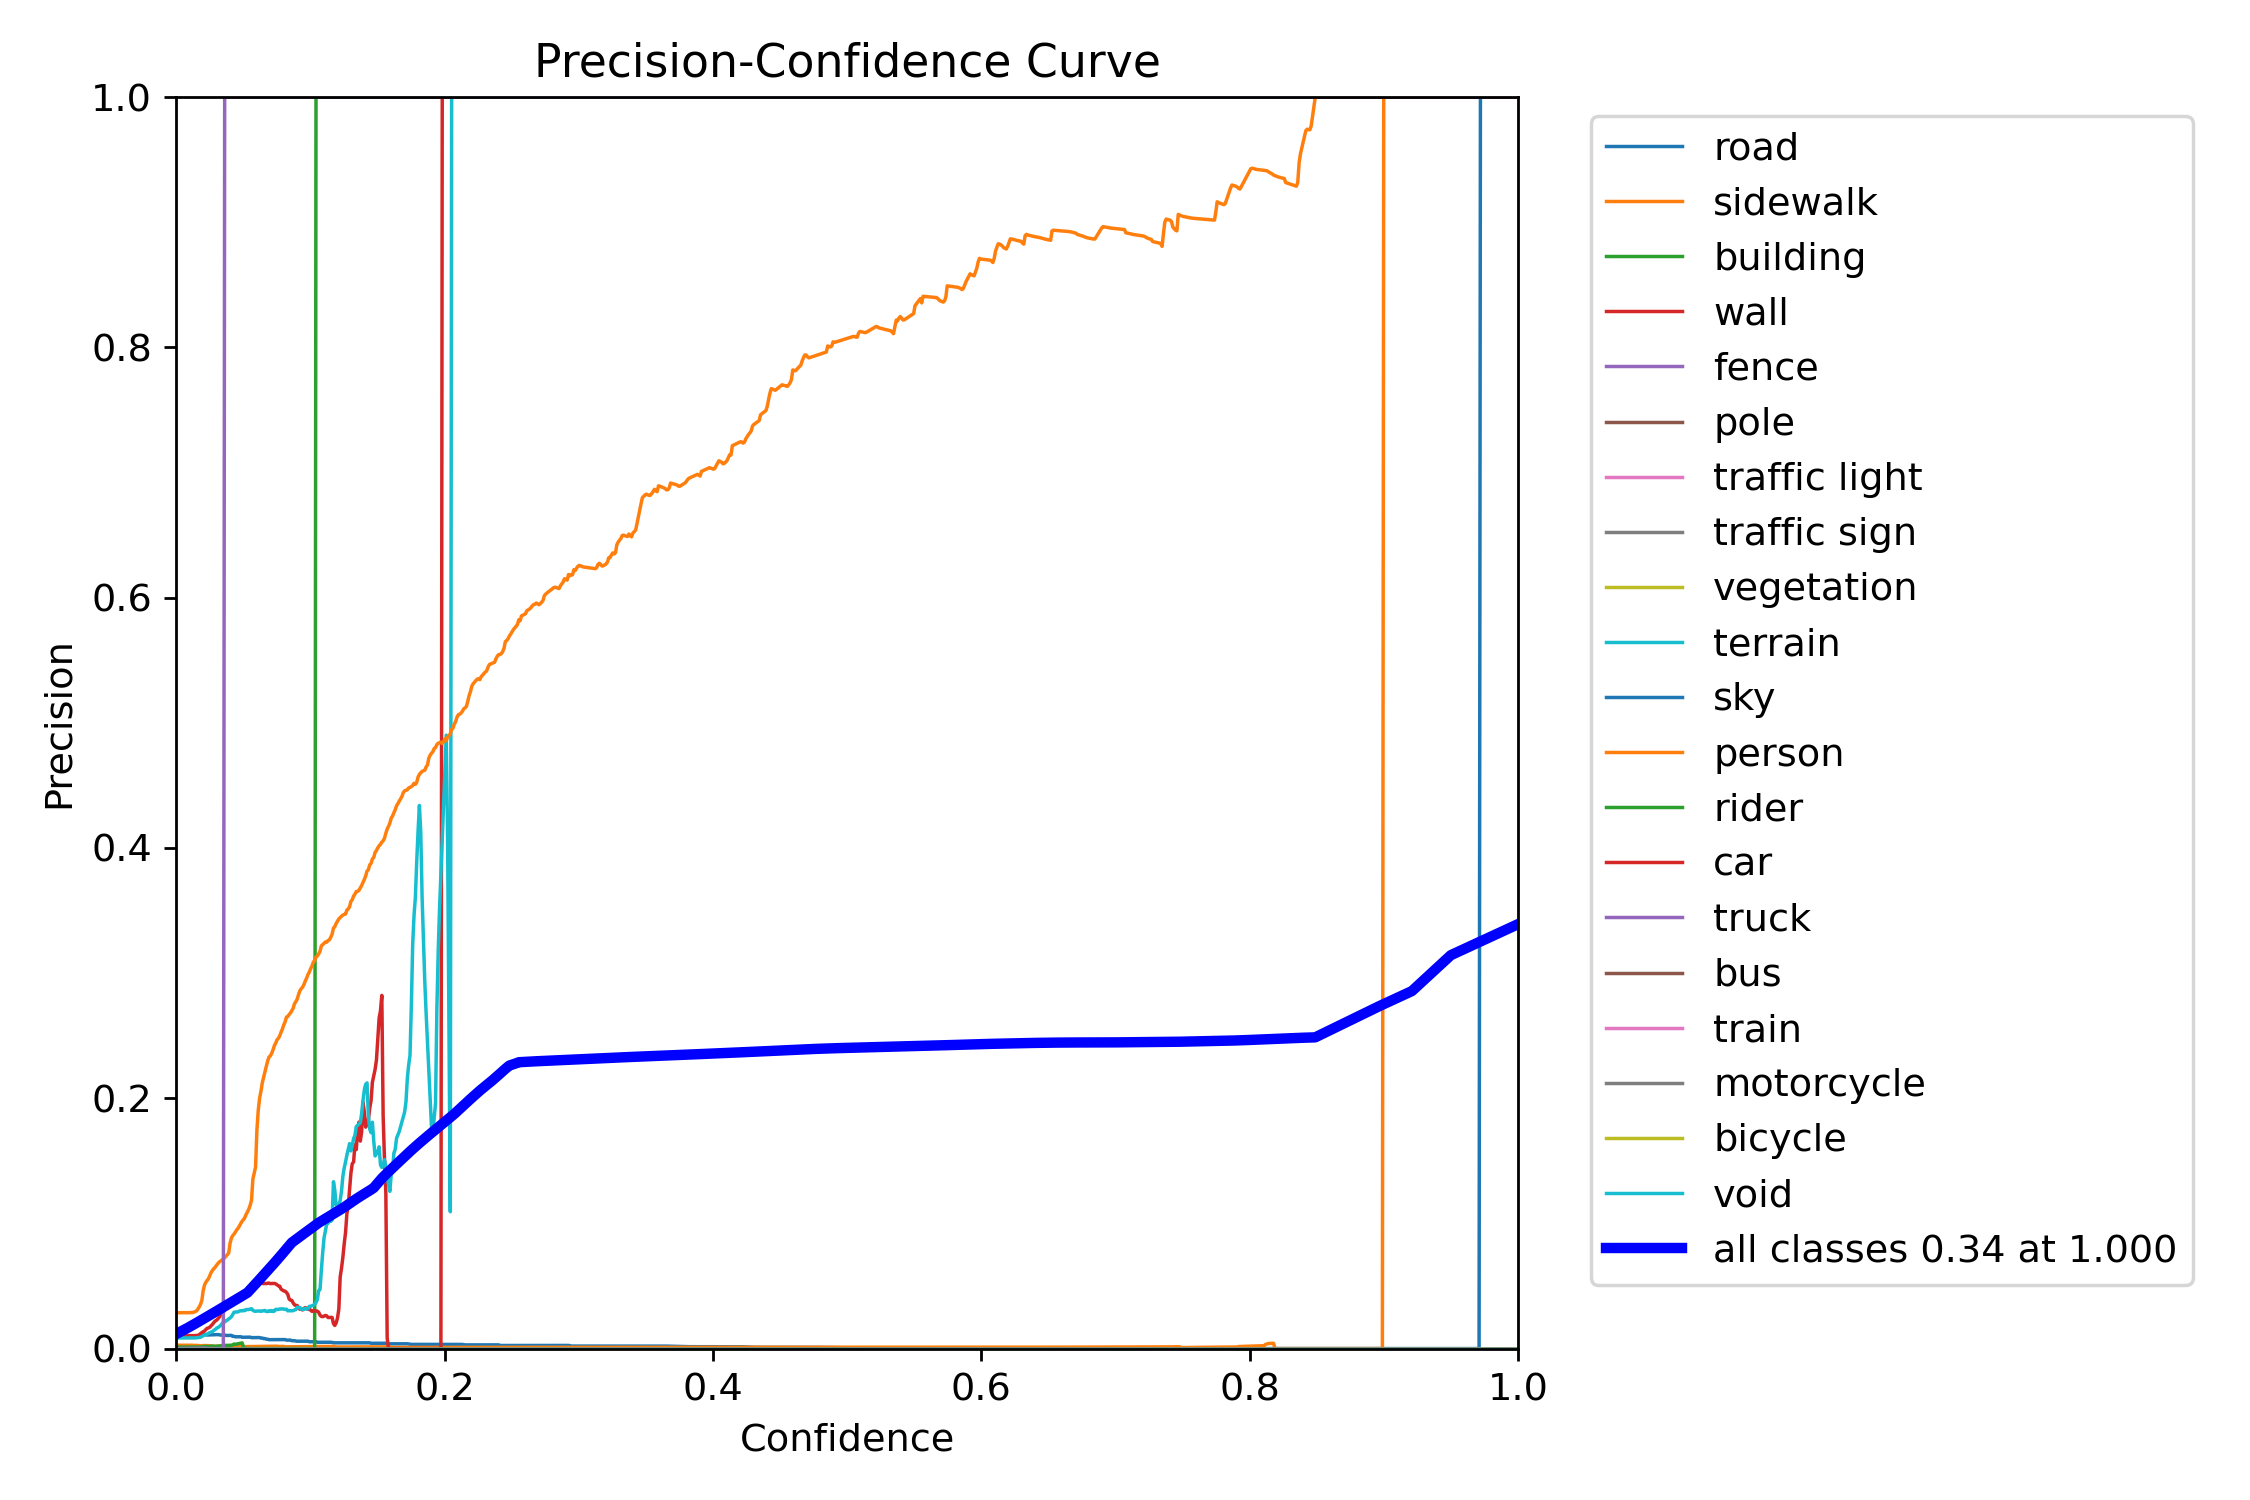 Precision-Confidence Curve
1.0
0.8
0.6
0.4
0.2
0.0
Precision
0.0 0.2 0.4 0.6 0.8 1.0
Confidence
road
sidewalk
building
wall
fence
pole
traffic light
traffic sign
vegetation
terrain
sky
person
rider
car
truck
bus
train
motorcycle
bicycle
void
all classes 0.34 at 1.000